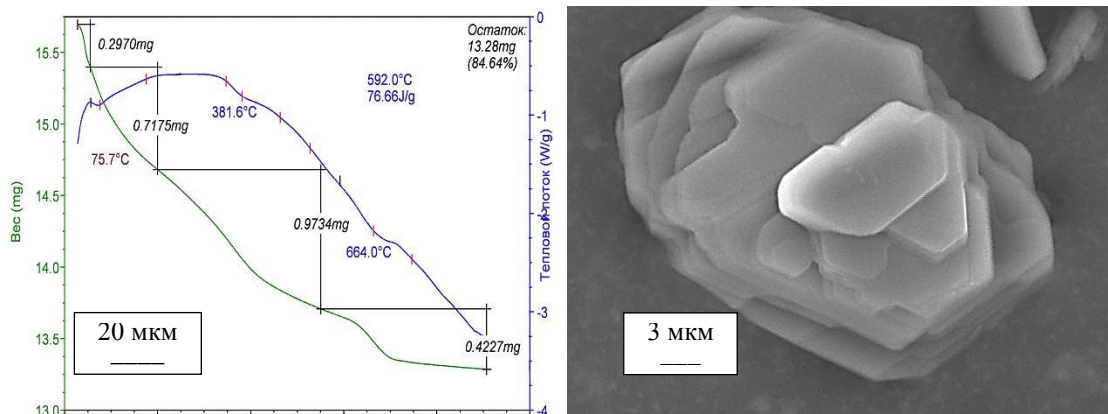 Остаток:
13.28mg
(84.64%)
0.2970mg
592.0°C
76.66J/g
381.6°C
0.7175mg
75.7°C
0.9734mg
664.0°C
0.4227mg
15.5
15.0
14.5
14.0
13.5
13.0
Вес (mg)
0
-1
-2
-3
-4
Тепловой поток (W/g)
20 мкм
3 мкм